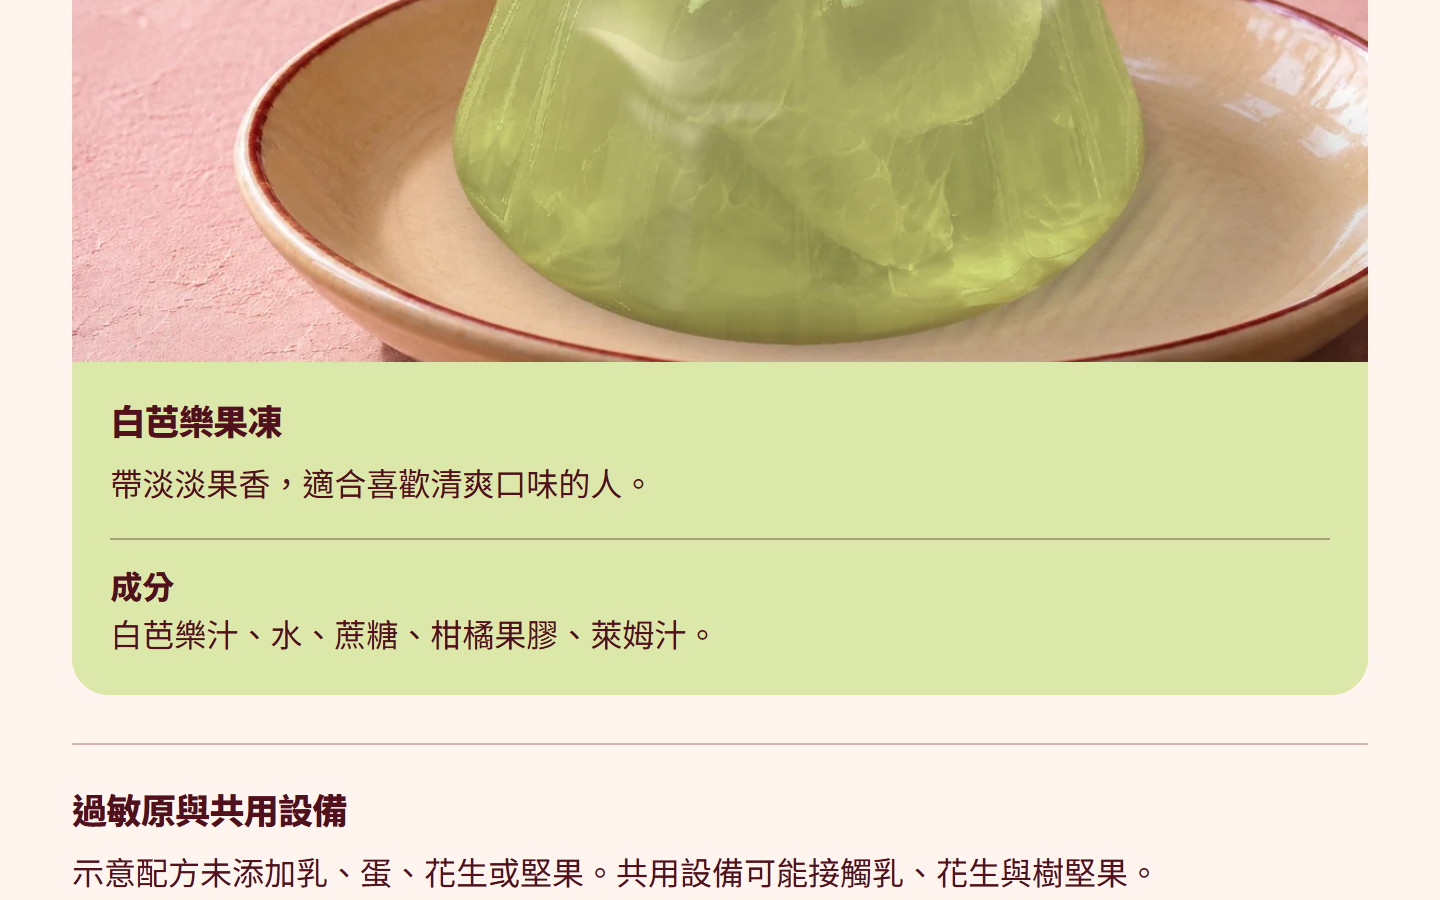 白芭樂果凍
帶淡淡果香，適合喜歡清爽口味的人。
成分
白芭樂汁、水、蔗糖、柑橘果膠、萊姆汁。
過敏原與共用設備
示意配方未添加乳、蛋、花生或堅果。共用設備可能接觸乳、花生與樹堅果。